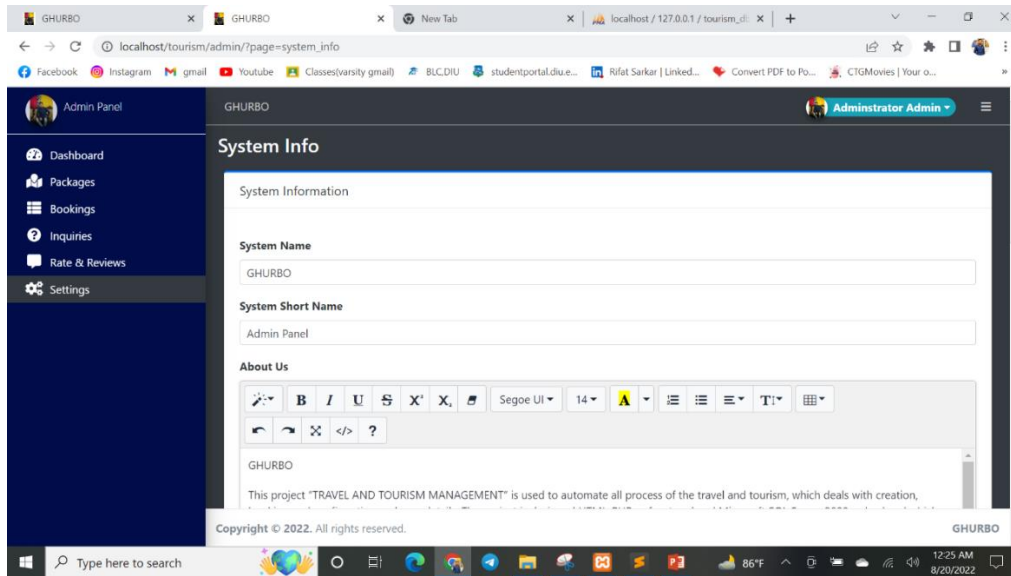 GHURBO
GHURBO
New Tab
localhost / 127.0.0.1 / tourism_d
localhost/tourism/admin/?page=system_info
Facebook Instagram gmail Youtube Classes(varsity gmail) BLC,DIU studentportal.diu.e... Rifat Sarkar | Linked... Convert PDF to Po... CTGMovies | Your o... »
Admin Panel
GHURBO
Adminstrator Admin
Dashboard
Packages
Bookings
Inquiries
Rate & Reviews
Settings
System Info
System Information
System Name
GHURBO
System Short Name
Admin Panel
About Us
B I U S X² X₂ Segoe UI 14 A T </> ?
GHURBO
This project "TRAVEL AND TOURISM MANAGEMENT" is used to automate all process of the travel and tourism, which deals with creation,
Copyright © 2022. All rights reserved.
GHURBO
Type here to search
86°F
12:25 AM
8/20/2022